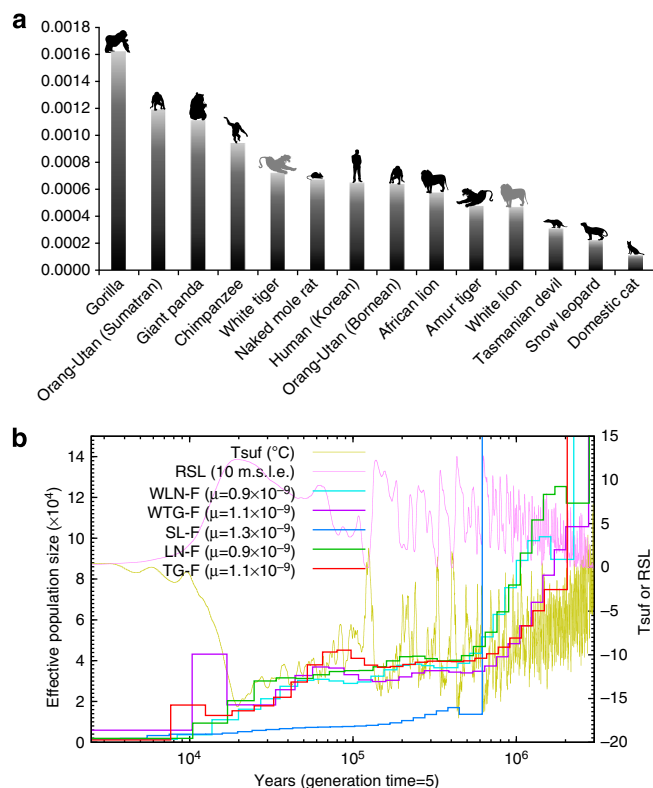 a
0.0018
0.0016
0.0014
0.0012
0.0010
0.0008
0.0006
0.0004
0.0002
0.0000
Gorilla
Orang-Utan (Sumatran)
Giant panda
Chimpanzee
White tiger
Naked mole rat
Human (Korean)
Orang-Utan (Bornean)
African lion
Amur tiger
White lion
Tasmanian devil
Snow leopard
Domestic cat
b
Effective population size (×10⁴)
14
12
10
8
6
4
2
0
Tsuf (°C)
RSL (10 m.s.l.e.)
WLN-F (μ=0.9×10⁻⁹)
WTG-F (μ=1.1×10⁻⁹)
SL-F (μ=1.3×10⁻⁹)
LN-F (μ=0.9×10⁻⁹)
TG-F (μ=1.1×10⁻⁹)
15
10
5
0
−5
−10
−15
−20
Tsuf or RSL
10⁴
10⁵
10⁶
Years (generation time=5)